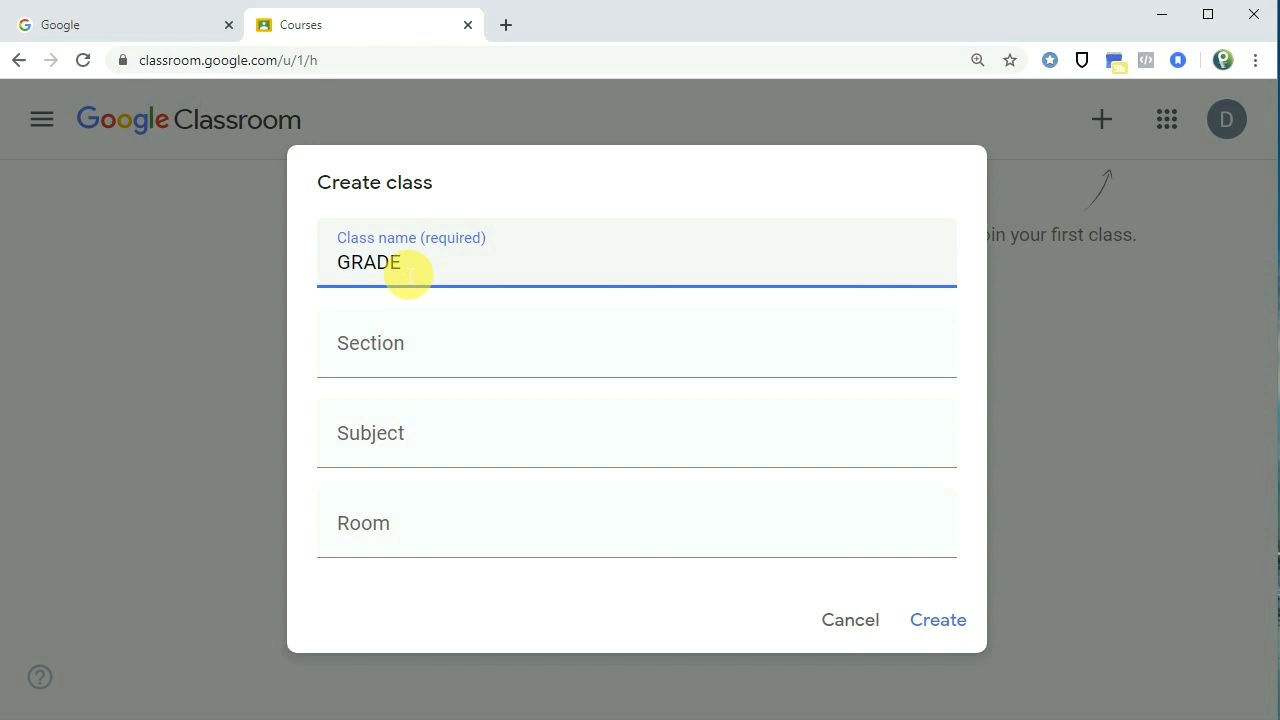 Google
Courses
classroom.google.com/u/1/h
Google Classroom
D
Create class
Class name (required)
GRADE
in your first class.
Section
Subject
Room
Cancel
Create